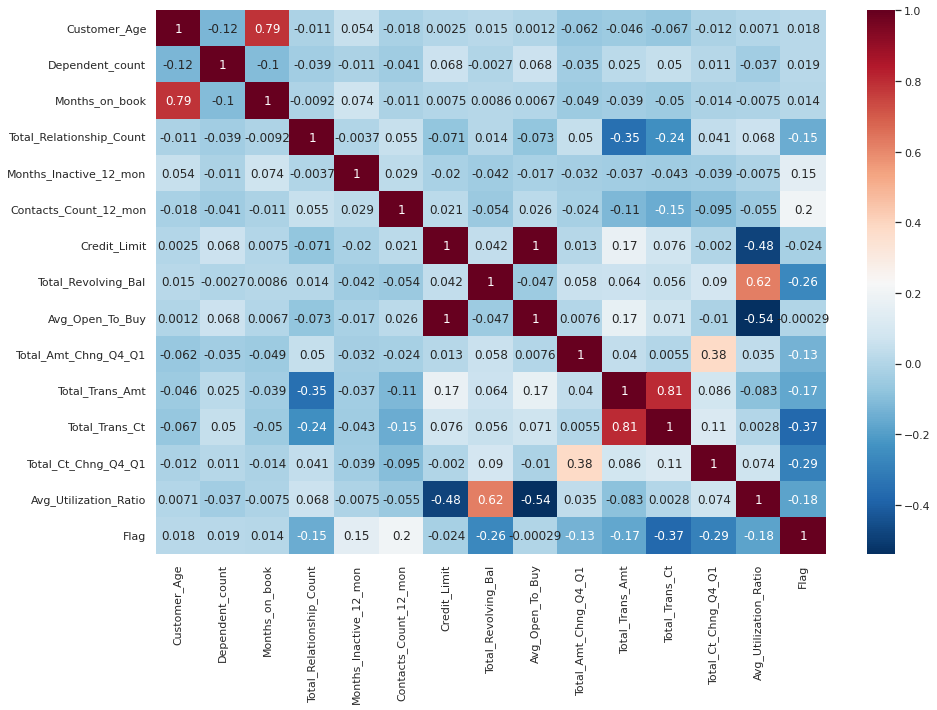 Customer_Age 1 -0.12 0.79 -0.011 0.054 -0.018 0.0025 0.015 0.0012 -0.062 -0.046 -0.067 -0.012 0.0071 0.018
Dependent_count -0.12 1 -0.1 -0.039 -0.011 -0.041 0.068 -0.0027 0.068 -0.035 0.025 0.05 0.011 -0.037 0.019
Months_on_book 0.79 -0.1 1 -0.0092 0.074 -0.011 0.0075 0.0086 0.0067 -0.049 -0.039 -0.05 -0.014 -0.0075 0.014
Total_Relationship_Count -0.011 -0.039 -0.0092 1 -0.0037 0.055 -0.071 0.014 -0.073 0.05 -0.35 -0.24 0.041 0.068 -0.15
Months_Inactive_12_mon 0.054 -0.011 0.074 -0.0037 1 0.029 -0.02 -0.042 -0.017 -0.032 -0.037 -0.043 -0.039 -0.0075 0.15
Contacts_Count_12_mon -0.018 -0.041 -0.011 0.055 0.029 1 0.021 -0.054 0.026 -0.024 -0.11 -0.15 -0.095 -0.055 0.2
Credit_Limit 0.0025 0.068 0.0075 -0.071 -0.02 0.021 1 0.042 1 0.013 0.17 0.076 -0.002 -0.48 -0.024
Total_Revolving_Bal 0.015 -0.0027 0.0086 0.014 -0.042 -0.054 0.042 1 -0.047 0.058 0.064 0.056 0.09 0.62 -0.26
Avg_Open_To_Buy 0.0012 0.068 0.0067 -0.073 -0.017 0.026 1 -0.047 1 0.0076 0.17 0.071 -0.01 -0.54 -0.00029
Total_Amt_Chng_Q4_Q1 -0.062 -0.035 -0.049 0.05 -0.032 -0.024 0.013 0.058 0.0076 1 0.04 0.0055 0.38 0.035 -0.13
Total_Trans_Amt -0.046 0.025 -0.039 -0.35 -0.037 -0.11 0.17 0.064 0.17 0.04 1 0.81 0.086 -0.083 -0.17
Total_Trans_Ct -0.067 0.05 -0.05 -0.24 -0.043 -0.15 0.076 0.056 0.071 0.0055 0.81 1 0.11 0.0028 -0.37
Total_Ct_Chng_Q4_Q1 -0.012 0.011 -0.014 0.041 -0.039 -0.095 -0.002 0.09 -0.01 0.38 0.086 0.11 1 0.074 -0.29
Avg_Utilization_Ratio 0.0071 -0.037 -0.0075 0.068 -0.0075 -0.055 -0.48 0.62 -0.54 0.035 -0.083 0.0028 0.074 1 -0.18
Flag 0.018 0.019 0.014 -0.15 0.15 0.2 -0.024 -0.26 -0.00029 -0.13 -0.17 -0.37 -0.29 -0.18 1
Customer_Age
Dependent_count
Months_on_book
Total_Relationship_Count
Months_Inactive_12_mon
Contacts_Count_12_mon
Credit_Limit
Total_Revolving_Bal
Avg_Open_To_Buy
Total_Amt_Chng_Q4_Q1
Total_Trans_Amt
Total_Trans_Ct
Total_Ct_Chng_Q4_Q1
Avg_Utilization_Ratio
Flag
1.0
0.8
0.6
0.4
0.2
0.0
−0.2
−0.4